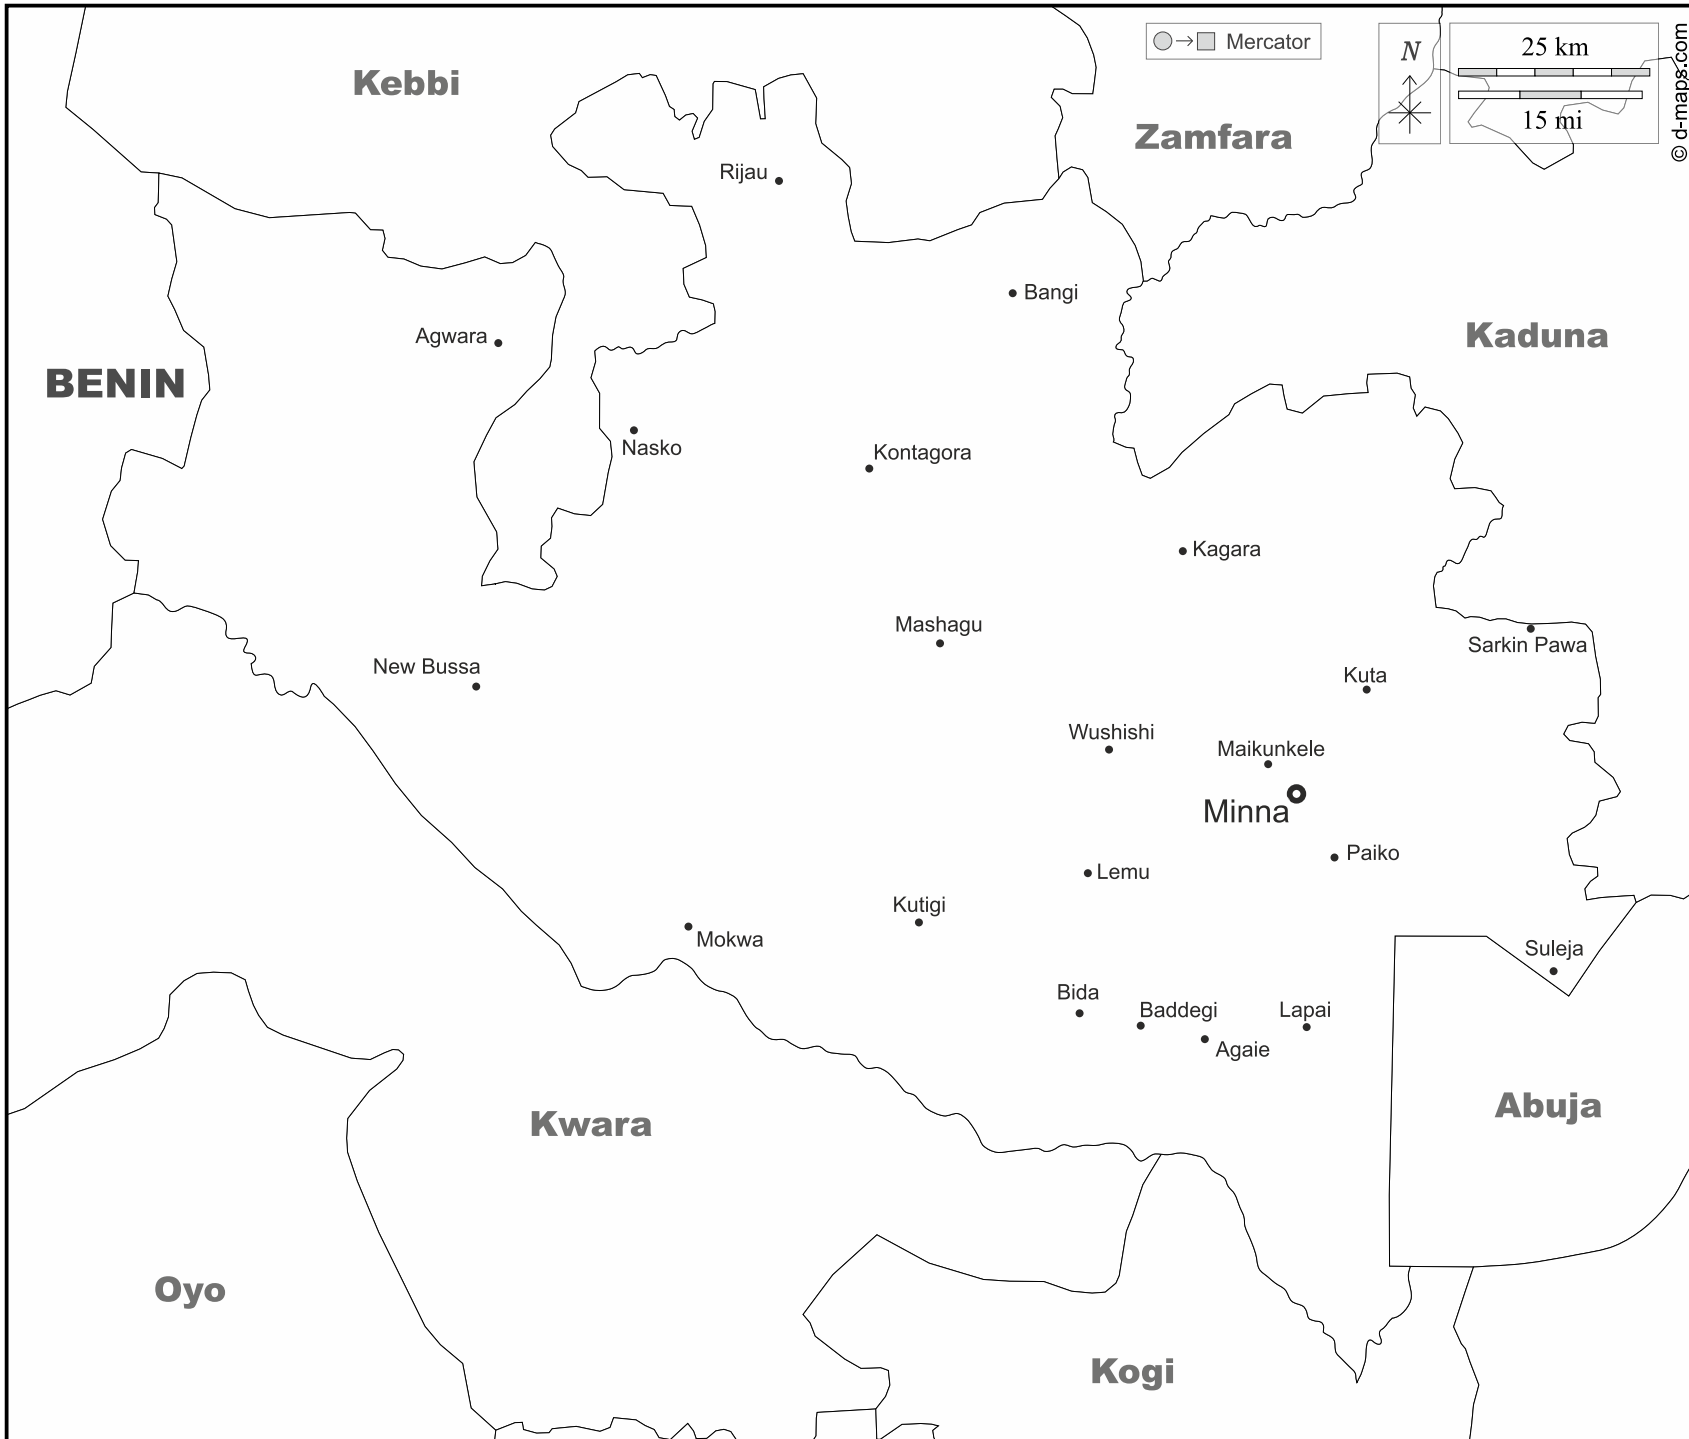 Kebbi
Mercator
N
25 km
15 mi
© d-maps.com
Zamfara
Rijau
Bangi
Agwara
Kaduna
BENIN
Nasko
Kontagora
Kagara
Mashagu
Sarkin Pawa
New Bussa
Kuta
Wushishi
Maikunkele
Minna
Paiko
Lemu
Kutigi
Mokwa
Suleja
Bida
Baddegi
Lapai
Agaie
Abuja
Kwara
Oyo
Kogi